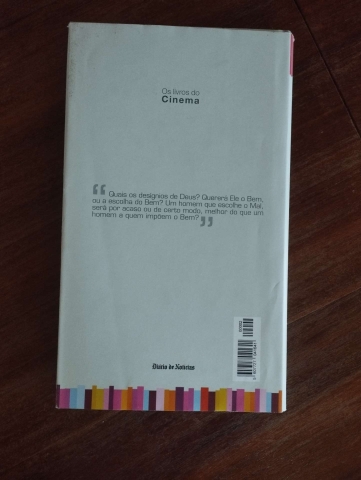 Os livros do
Cinema
“ Quais os desígnios de Deus? Quererá Ele o Bem,
ou a escolha do Bem? Um homem que escolhe o Mal,
será por acaso ou de certo modo, melhor do que um
homem a quem impõem o Bem? ”
Diário de Notícias